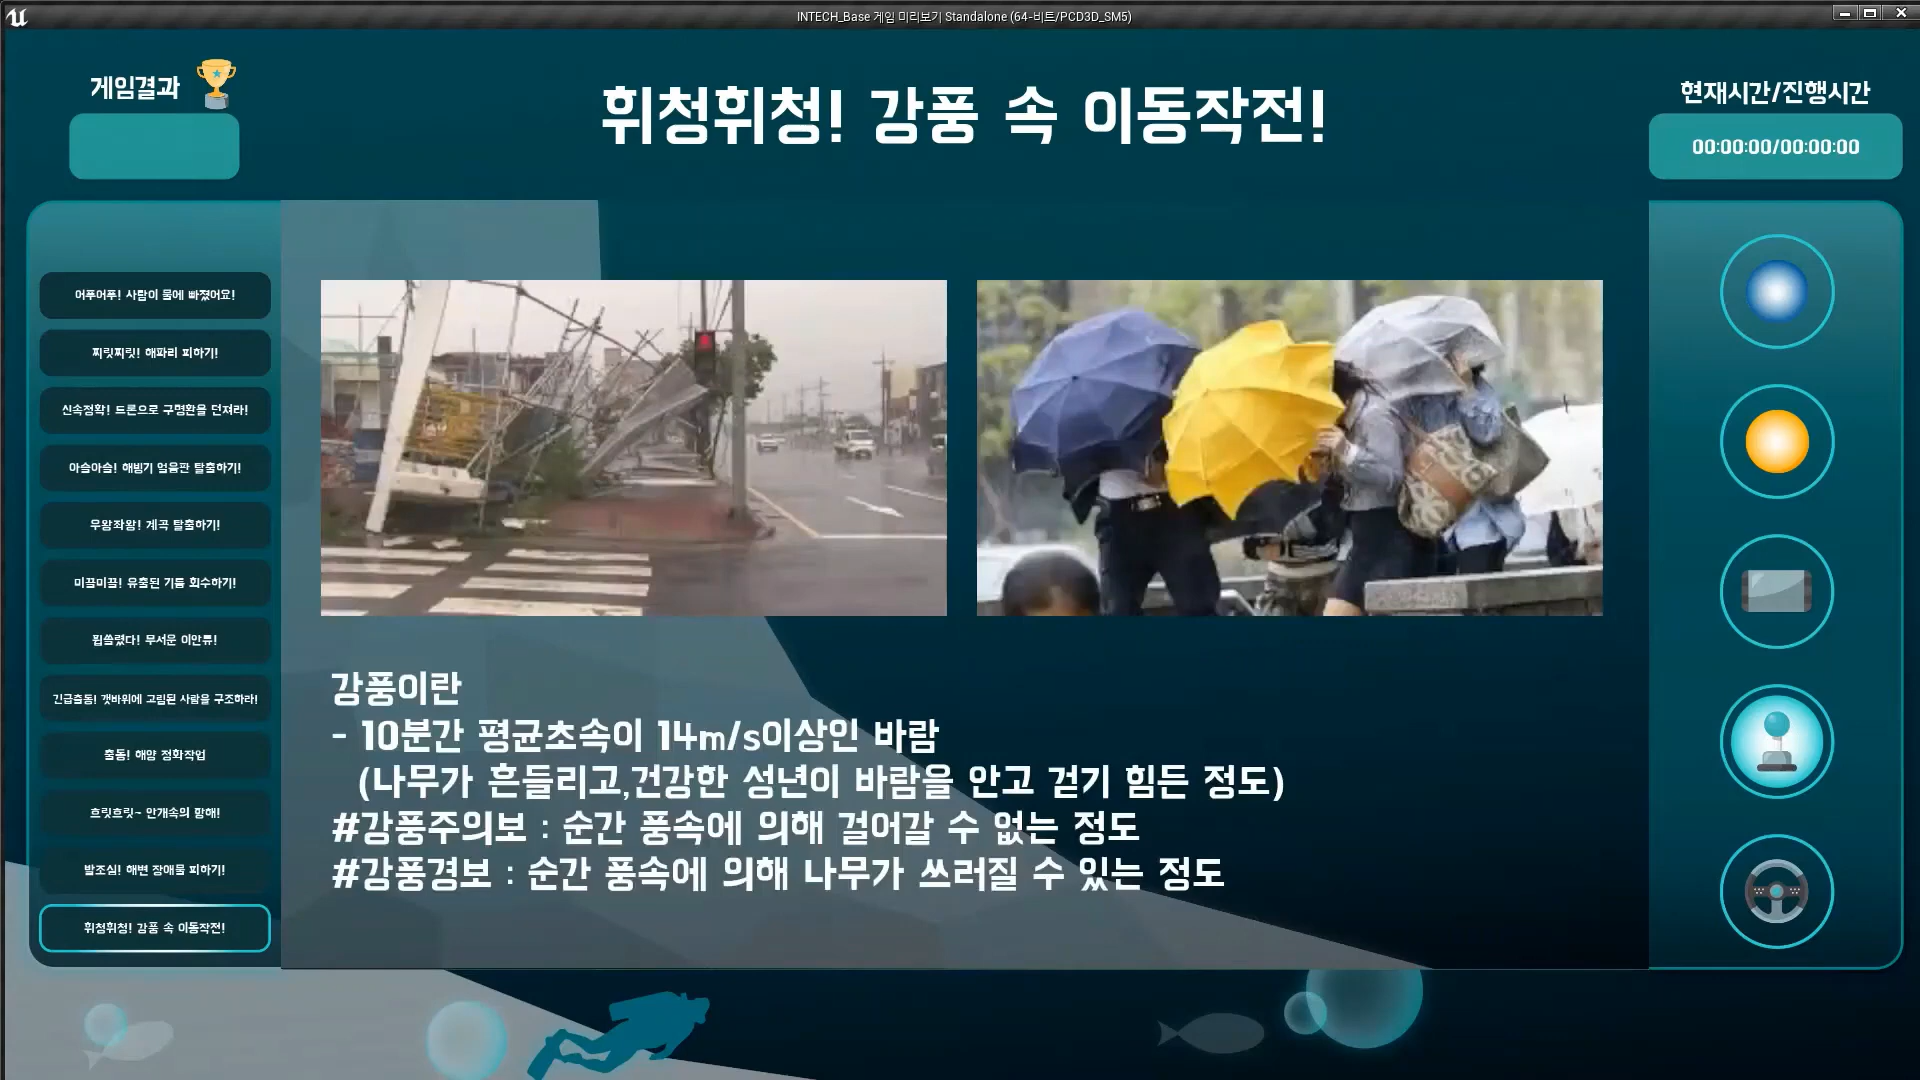 INTECH_Base 게임 미리보기 Standalone (64-비트/PCD3D_SM5)
게임결과
휘청휘청! 강풍 속 이동작전!
현재시간/진행시간
00:00:00/00:00:00
어푸어푸! 사람이 물에 빠졌어요!
찌릿찌릿! 해파리 피하기!
신속정확! 드론으로 구명환을 던져라!
아슬아슬! 해빙기 얼음판 탈출하기!
우왕좌왕! 계곡 탈출하기!
미끌미끌! 유출된 기름 회수하기!
휩쓸렸다! 무서운 이안류!
긴급출동! 갯바위에 고립된 사람을 구조하라!
출동! 해양 정화작업
흐릿흐릿~ 안개속의 항해!
발조심! 해변 장애물 피하기!
휘청휘청! 강풍 속 이동작전!
강풍이란
- 10분간 평균초속이 14m/s이상인 바람
(나무가 흔들리고,건강한 성년이 바람을 안고 걷기 힘든 정도)
#강풍주의보 : 순간 풍속에 의해 걸어갈 수 없는 정도
#강풍경보 : 순간 풍속에 의해 나무가 쓰러질 수 있는 정도